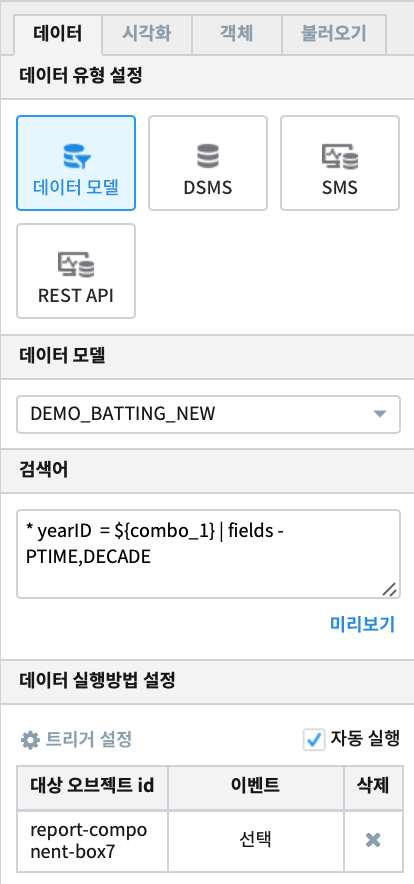 데이터 시각화 객체 불러오기
데이터 유형 설정
데이터 모델 DSMS SMS
REST API
데이터 모델
DEMO_BATTING_NEW
검색어
* yearID  = ${combo_1} | fields -
PTIME,DECADE
미리보기
데이터 실행방법 설정
트리거 설정 자동 실행
대상 오브젝트 id 이벤트 삭제
report-compo
nent-box7 선택